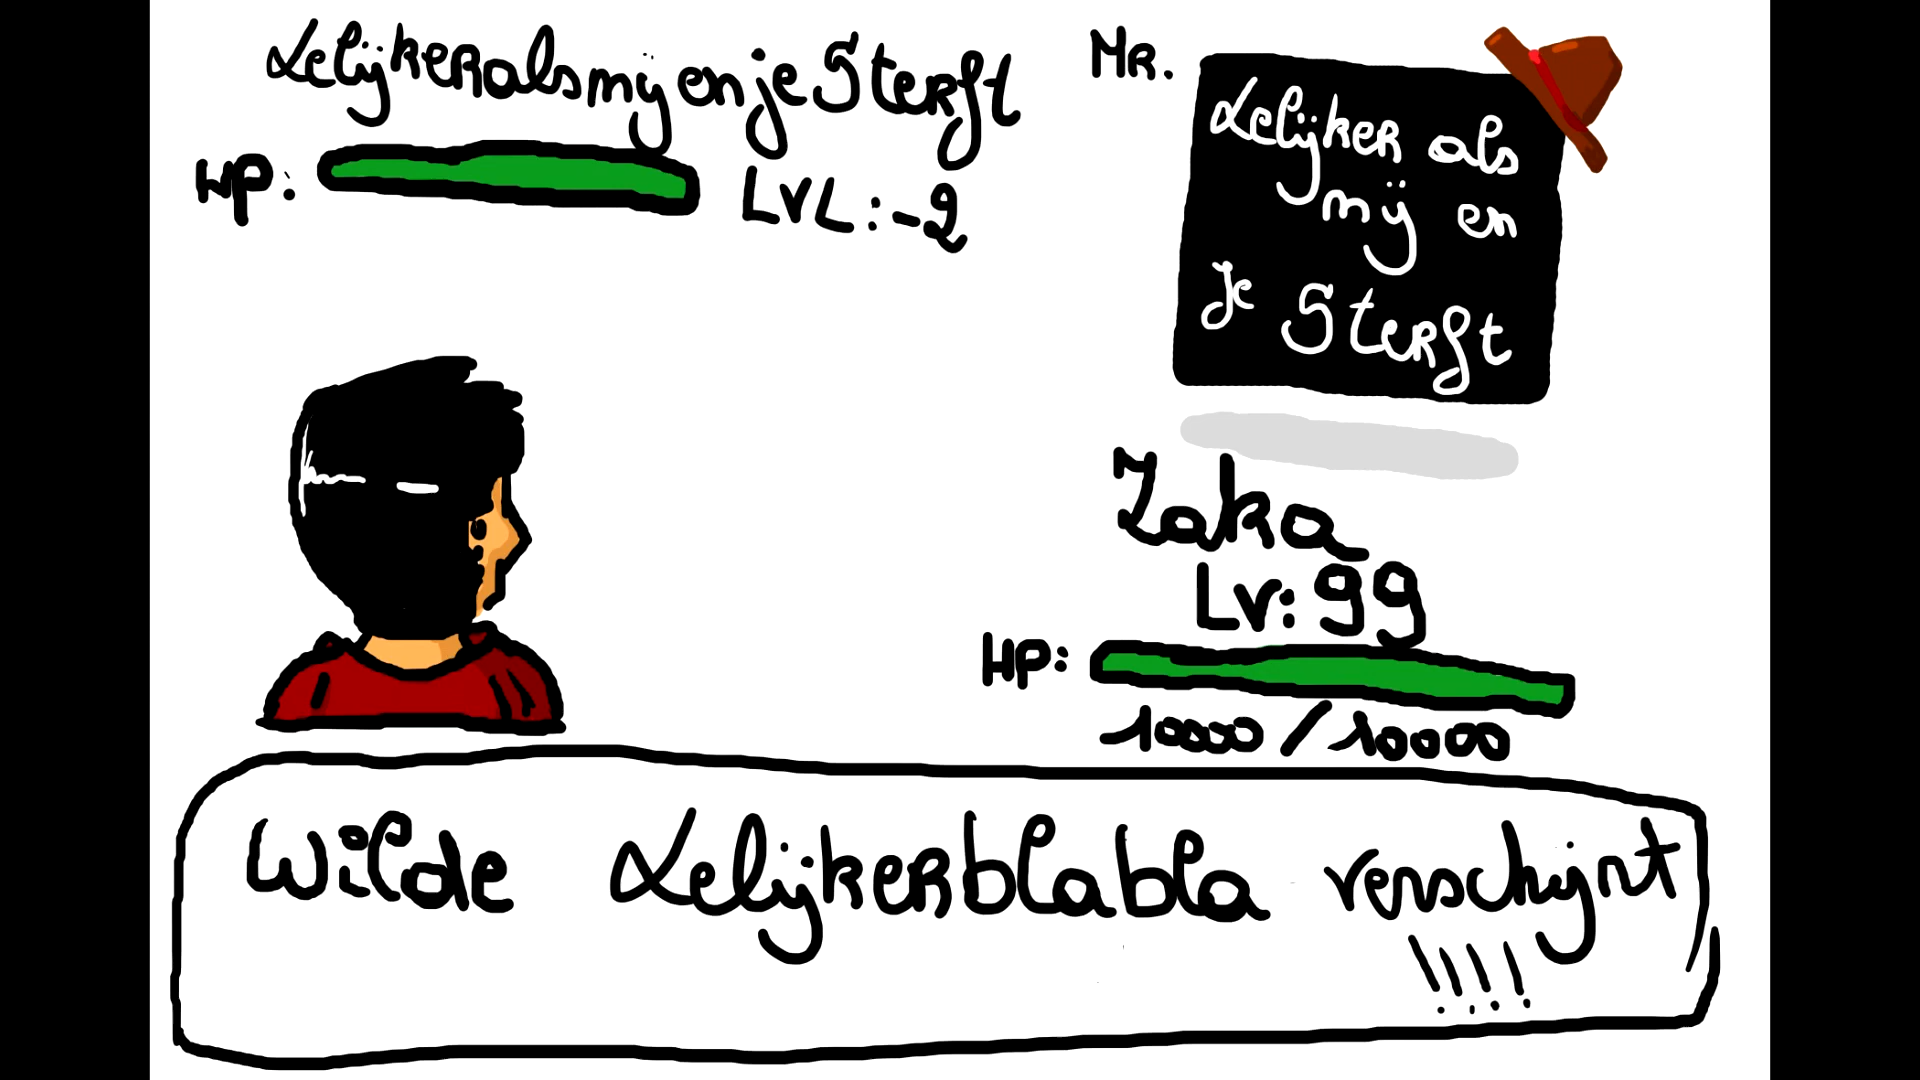 Lelijkeralsmijenjesterft
HP: LVL:-2
MR.
Lelijker als
mij en
je sterft
Zaka
Lv: 99
HP:
10000/10000
Wilde Lelijkerblabla verschijnt
!!!!